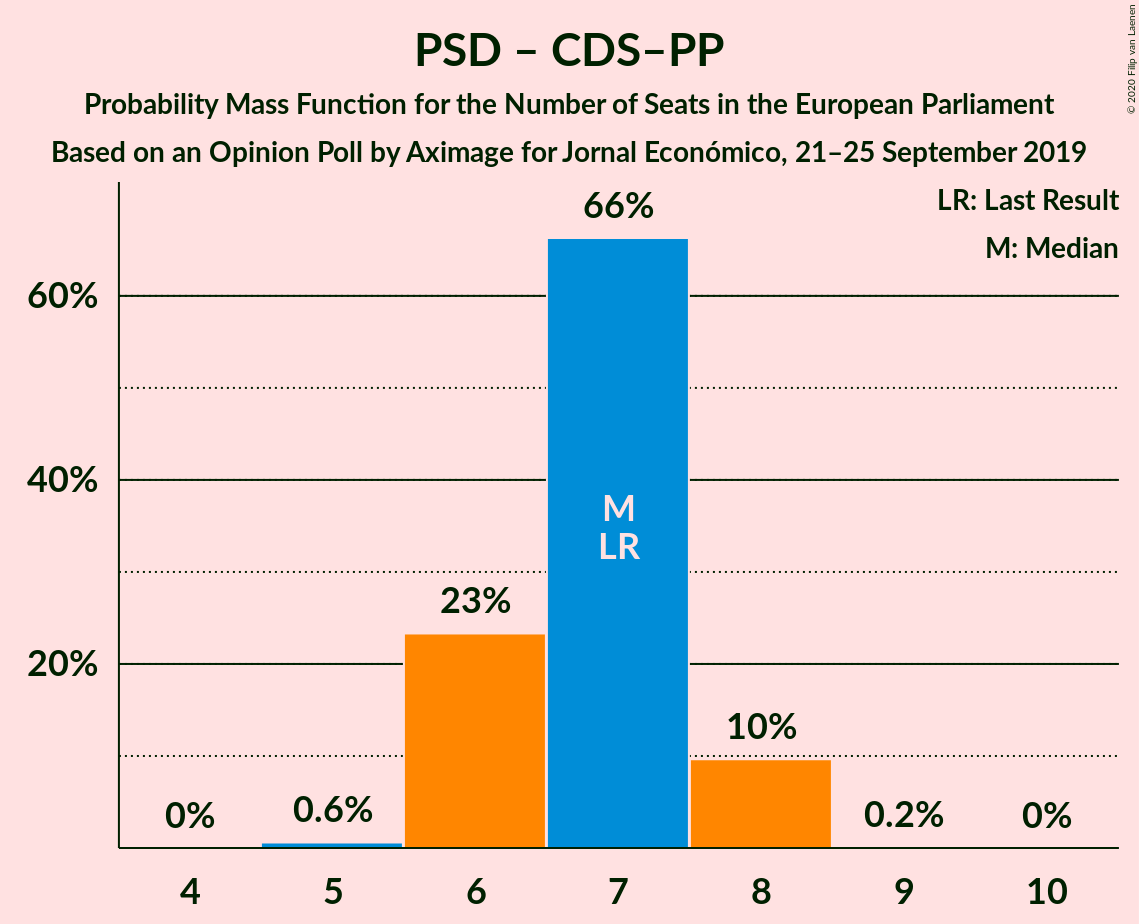 PSD – CDS–PP
Probability Mass Function for the Number of Seats in the European Parliament
Based on an Opinion Poll by Aximage for Jornal Económico, 21–25 September 2019
© 2020 Filip van Laenen
LR: Last Result
M: Median
60%
40%
20%
0%
0.6%
23%
66%
M
LR
10%
0.2%
0%
4 5 6 7 8 9 10